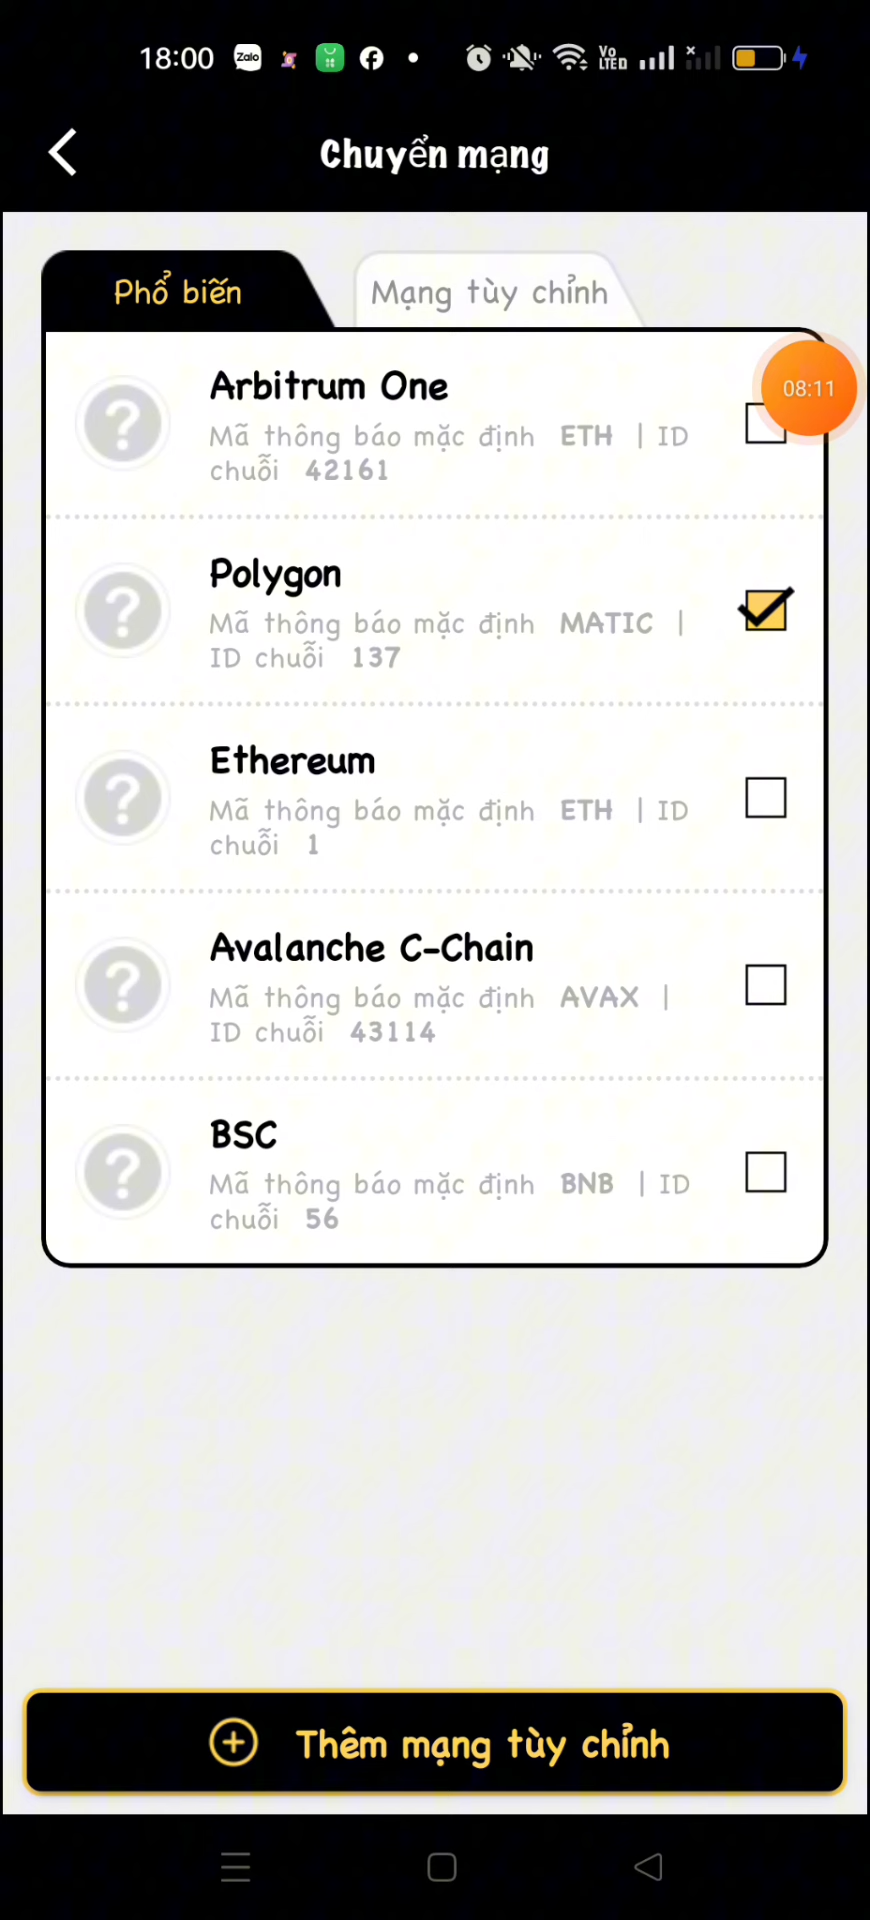 18:00 Zalo Vo LTED
Chuyển mạng
Phổ biến Mạng tùy chỉnh
Arbitrum One
08:11
Mã thông báo mặc định ETH | ID
chuỗi 42161
Polygon
Mã thông báo mặc định MATIC |
ID chuỗi 137
Ethereum
Mã thông báo mặc định ETH | ID
chuỗi 1
Avalanche C-Chain
Mã thông báo mặc định AVAX |
ID chuỗi 43114
BSC
Mã thông báo mặc định BNB | ID
chuỗi 56
Thêm mạng tùy chỉnh